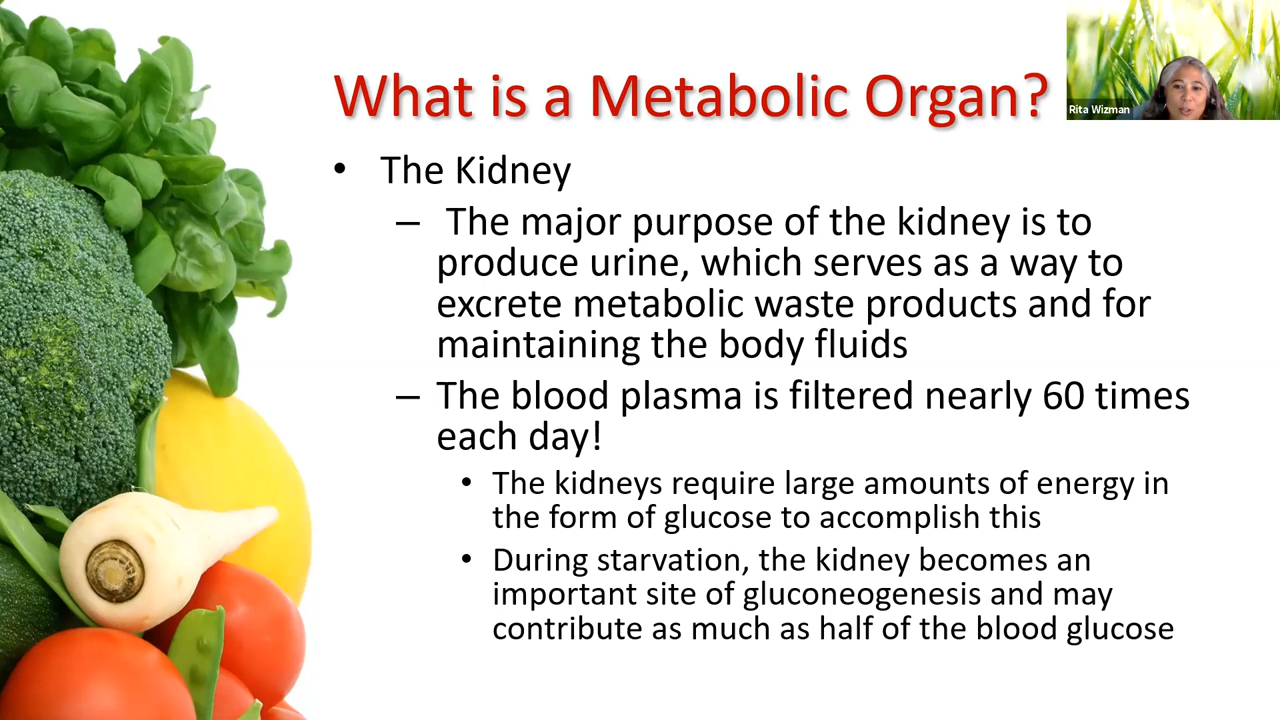 What is a Metabolic Organ?
Rita Wizman
• The Kidney
– The major purpose of the kidney is to
produce urine, which serves as a way to
excrete metabolic waste products and for
maintaining the body fluids
– The blood plasma is filtered nearly 60 times
each day!
• The kidneys require large amounts of energy in
the form of glucose to accomplish this
• During starvation, the kidney becomes an
important site of gluconeogenesis and may
contribute as much as half of the blood glucose